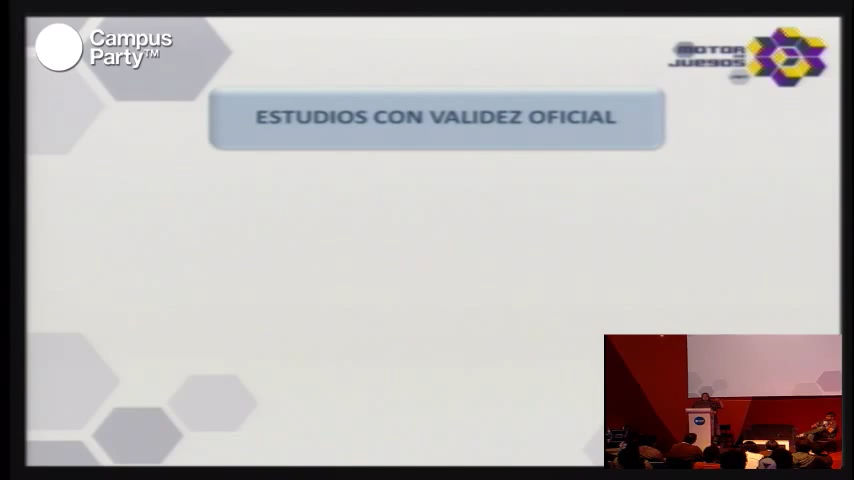 Campus
Party™
MOTOR
JUEGOS
ESTUDIOS CON VALIDEZ OFICIAL